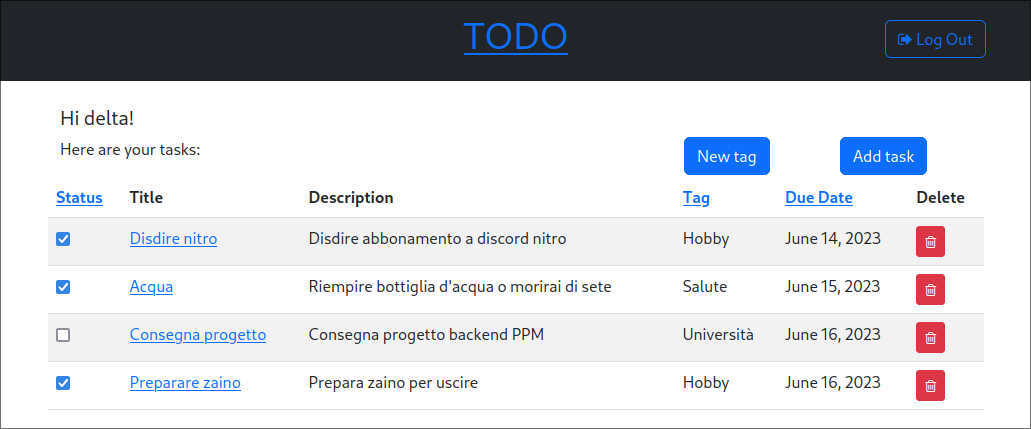 TODO
Log Out
Hi delta!
Here are your tasks:
New tag
Add task
Status Title Description Tag Due Date Delete
Disdire nitro Disdire abbonamento a discord nitro Hobby June 14, 2023
Acqua Riempire bottiglia d'acqua o morirai di sete Salute June 15, 2023
Consegna progetto Consegna progetto backend PPM Università June 16, 2023
Preparare zaino Prepara zaino per uscire Hobby June 16, 2023